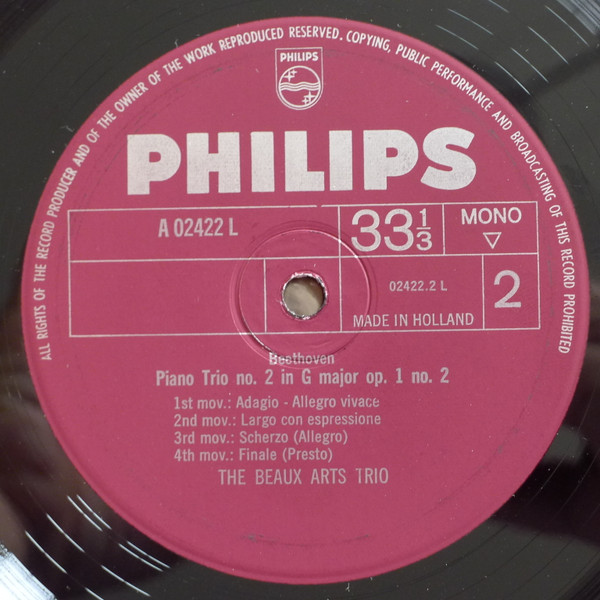 ALL RIGHTS OF THE RECORD PRODUCER AND OF THE OWNER OF THE WORK REPRODUCED RESERVED. COPYING, PUBLIC PERFORMANCE AND BROADCASTING OF THIS RECORD PROHIBITED
PHILIPS
PHILIPS
A 02422 L
33⅓
MONO
▽
02422.2 L
2
MADE IN HOLLAND
Beethoven
Piano Trio no. 2 in G major op. 1 no. 2
1st mov.: Adagio - Allegro vivace
2nd mov.: Largo con espressione
3rd mov.: Scherzo (Allegro)
4th mov.: Finale (Presto)
THE BEAUX ARTS TRIO